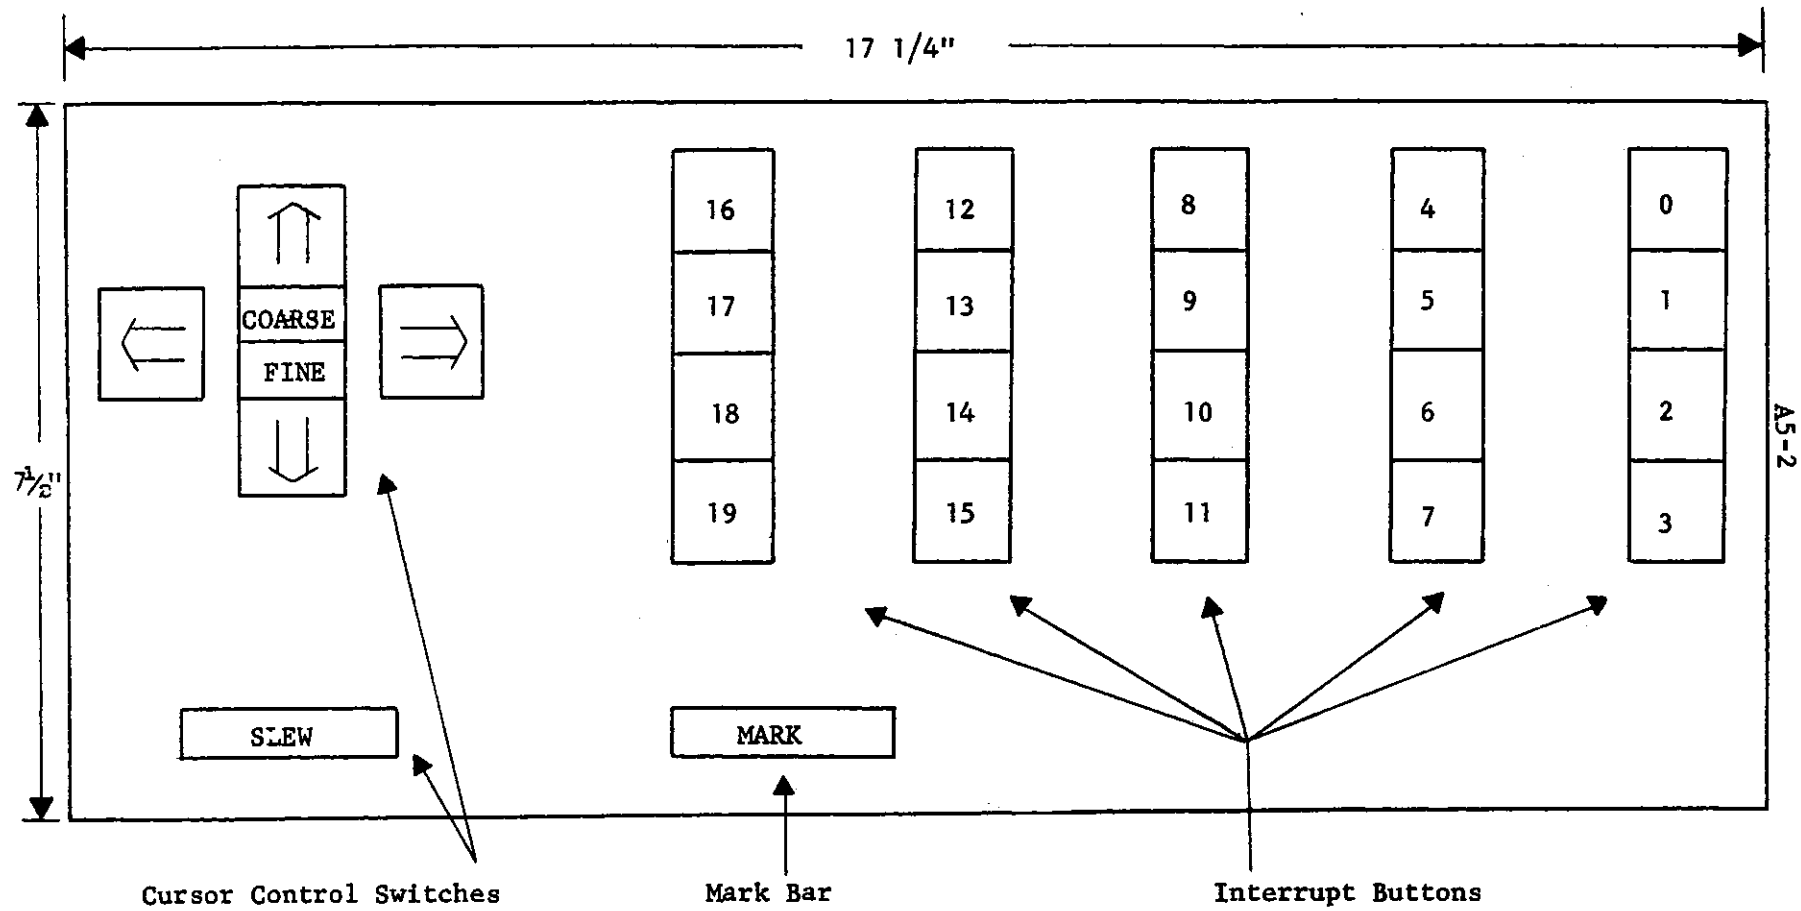 17 1/4"
16 12 8 4 0
COARSE 17 13 9 5 1
FINE
18 14 10 6 2
A5-2
7½"
19 15 11 7 3
SLEW MARK
Cursor Control Switches Mark Bar Interrupt Buttons